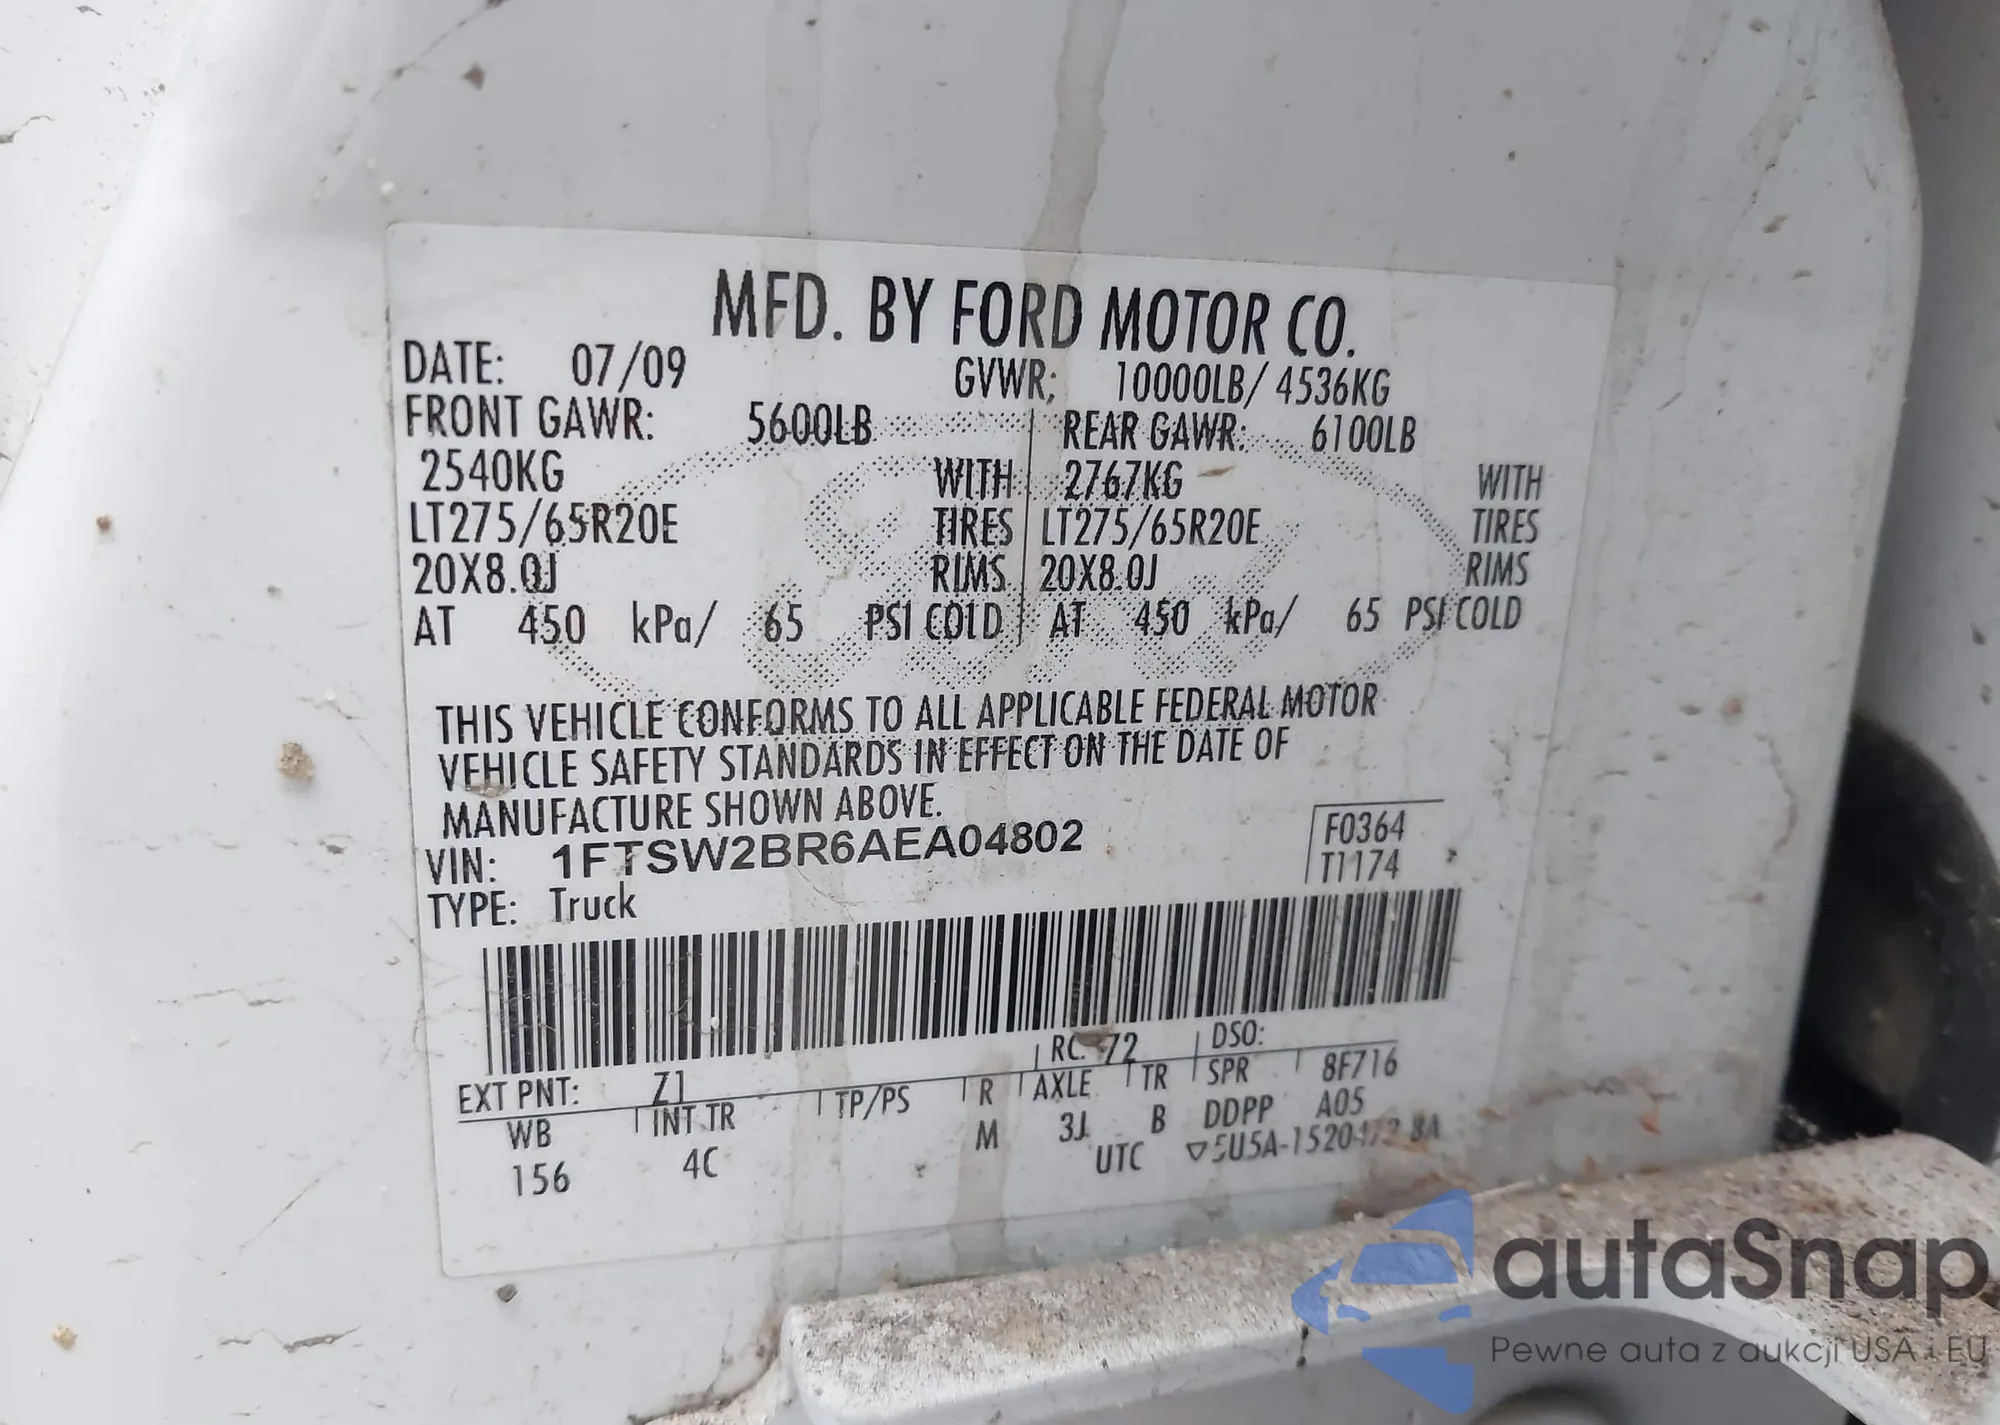 MFD. BY FORD MOTOR CO.
DATE: 07/09 GVWR: 10000LB/ 4536KG
FRONT GAWR: 5600LB REAR GAWR: 6100LB
2540KG WITH 2767KG WITH
LT275/65R20E TIRES LT275/65R20E TIRES
20X8.0J RIMS 20X8.0J RIMS
AT 450 kPa/ 65 PSI COLD AT 450 kPa/ 65 PSI COLD
THIS VEHICLE CONFORMS TO ALL APPLICABLE FEDERAL MOTOR
VEHICLE SAFETY STANDARDS IN EFFECT ON THE DATE OF
MANUFACTURE SHOWN ABOVE.
VIN: 1FTSW2BR6AEA04802 F0364
TYPE: Truck T1174
RC: 72 DSO:
EXT PNT: Z1
WB INT TR TP/PS R AXLE TR SPR 8F716
156 4C M 3J B DDPP A05
UTC
autaSnap
Pewne auta z aukcji USA i EU